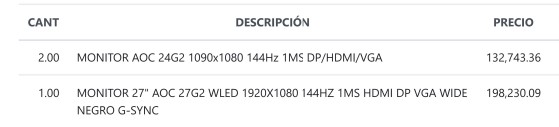 CANT DESCRIPCIÓN PRECIO
2.00 MONITOR AOC 24G2 1090x1080 144Hz 1MS DP/HDMI/VGA 132,743.36
1.00 MONITOR 27" AOC 27G2 WLED 1920X1080 144HZ 1MS HDMI DP VGA WIDE 198,230.09
NEGRO G-SYNC